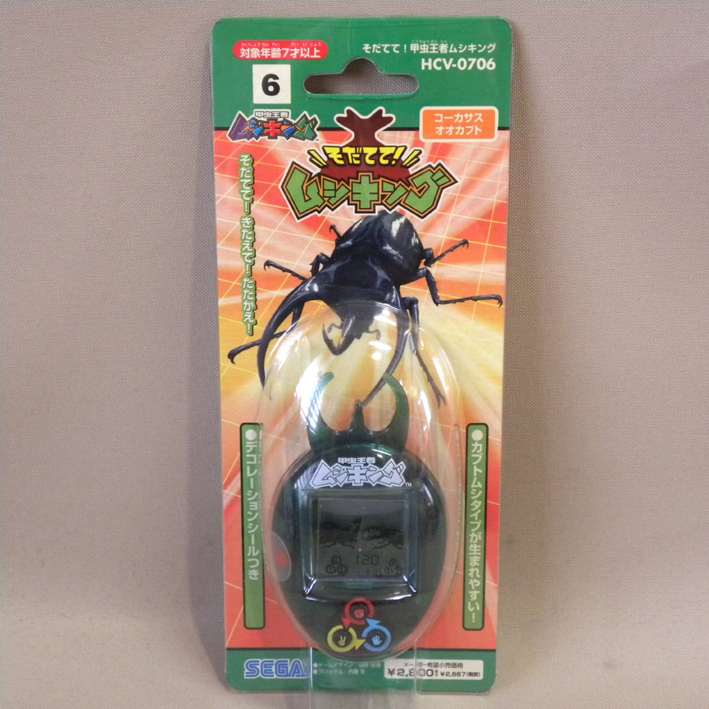 対象年齢7才以上
そだてて!甲虫王者ムシキング
HCV-0706
6
甲虫王者
ムシキング
コーカサス
オオカブト
そだてて!
ムシキング
そだてて!きたえて!たたかえ!
甲虫王者
ムシキング
TM
120
●デコレーションシールつき
●カブトムシタイプが生まれやすい!
SEGA
メーカー希望小売価格